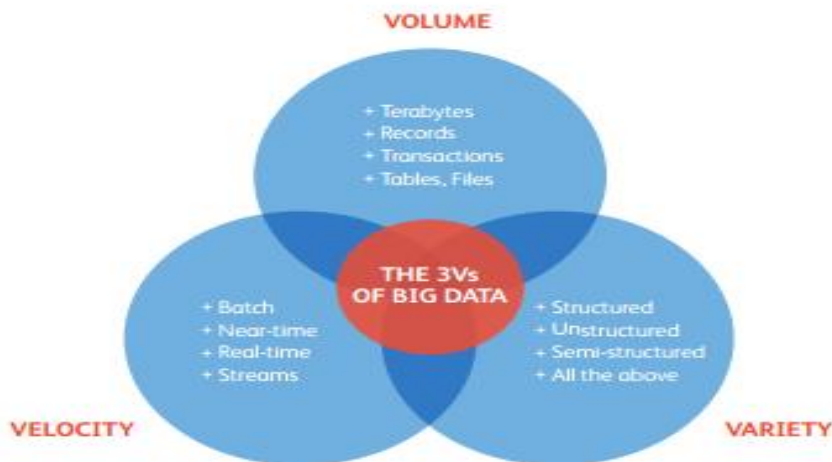 VOLUME
+ Terabytes
+ Records
+ Transactions
+ Tables, Files
THE 3Vs
OF BIG DATA
+ Batch
+ Near-time
+ Real-time
+ Streams
+ Structured
+ Unstructured
+ Semi-structured
+ All the above
VELOCITY
VARIETY